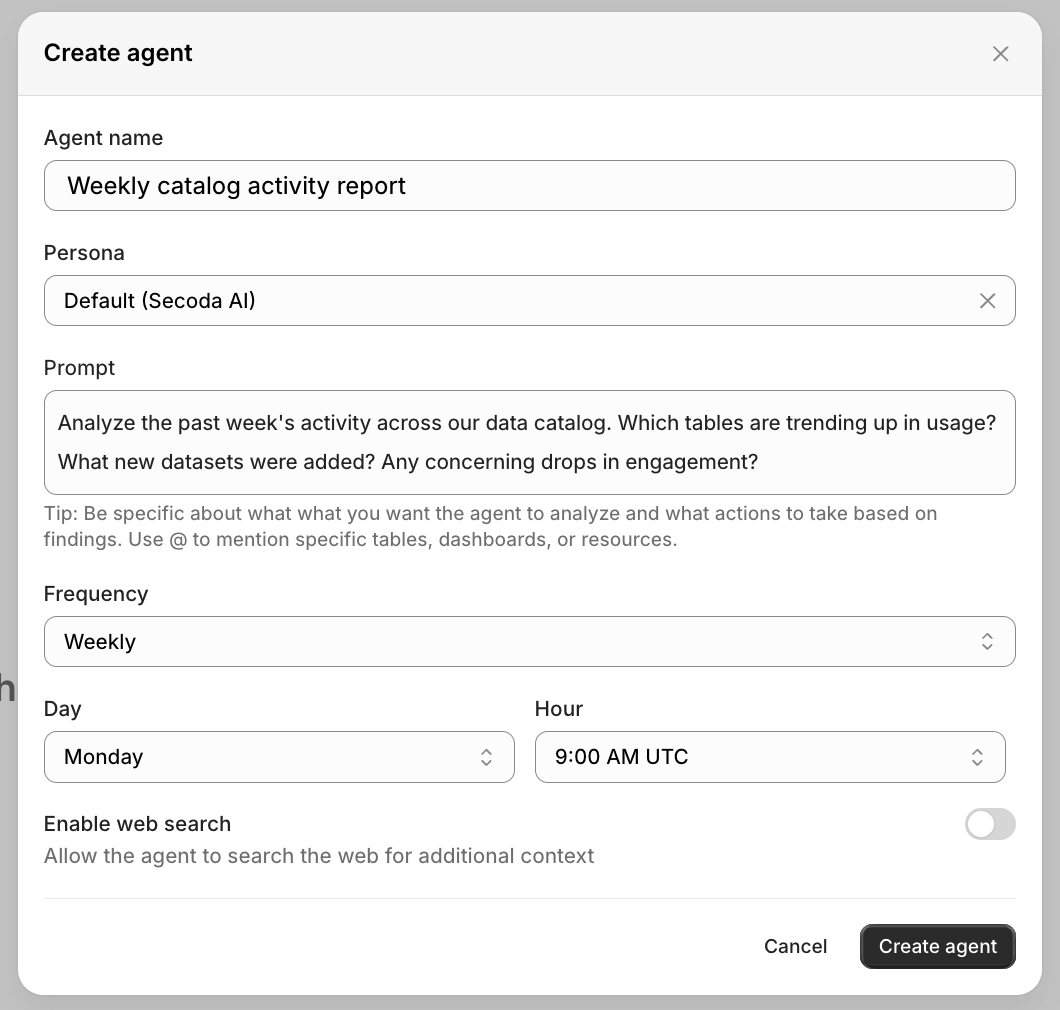 Create agent
Agent name
Weekly catalog activity report
Persona
Default (Secoda AI)
Prompt
Analyze the past week's activity across our data catalog. Which tables are trending up in usage?
What new datasets were added? Any concerning drops in engagement?
Tip: Be specific about what what you want the agent to analyze and what actions to take based on
findings. Use @ to mention specific tables, dashboards, or resources.
Frequency
Weekly
h
Day
Hour
Monday
9:00 AM UTC
Enable web search
Allow the agent to search the web for additional context
Cancel
Create agent